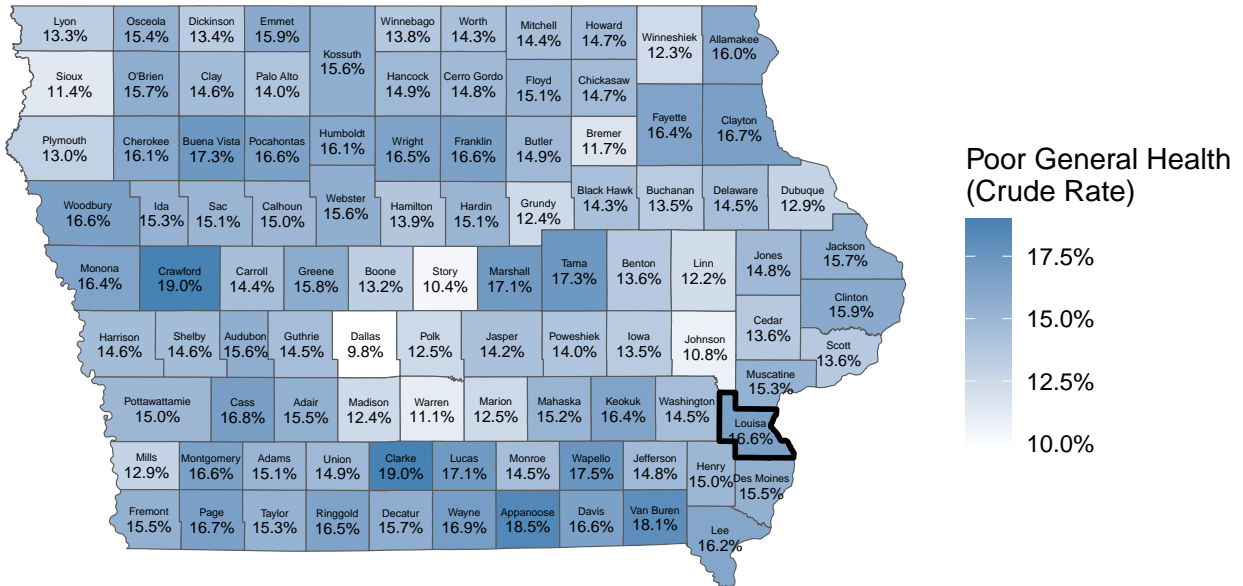 Lyon
13.3%
Osceola
15.4%
Dickinson
13.4%
Emmet
15.9%
Kossuth
15.6%
Winnebago
13.8%
Worth
14.3%
Mitchell
14.4%
Howard
14.7%
Winneshiek
12.3%
Allamakee
16.0%
Sioux
11.4%
O'Brien
15.7%
Clay
14.6%
Palo Alto
14.0%
Hancock
14.9%
Cerro Gordo
14.8%
Floyd
15.1%
Chickasaw
14.7%
Fayette
16.4%
Clayton
16.7%
Plymouth
13.0%
Cherokee
16.1%
Buena Vista
17.3%
Pocahontas
16.6%
Humboldt
16.1%
Wright
16.5%
Franklin
16.6%
Butler
14.9%
Bremer
11.7%
Woodbury
16.6%
Ida
15.3%
Sac
15.1%
Calhoun
15.0%
Webster
15.6%
Hamilton
13.9%
Hardin
15.1%
Grundy
12.4%
Black Hawk
14.3%
Buchanan
13.5%
Delaware
14.5%
Dubuque
12.9%
Monona
16.4%
Crawford
19.0%
Carroll
14.4%
Greene
15.8%
Boone
13.2%
Story
10.4%
Marshall
17.1%
Tama
17.3%
Benton
13.6%
Linn
12.2%
Jones
14.8%
Jackson
15.7%
Clinton
15.9%
Harrison
14.6%
Shelby
14.6%
Audubon
15.6%
Guthrie
14.5%
Dallas
9.8%
Polk
12.5%
Jasper
14.2%
Poweshiek
14.0%
Iowa
13.5%
Johnson
10.8%
Cedar
13.6%
Scott
13.6%
Muscatine
15.3%
Pottawattamie
15.0%
Cass
16.8%
Adair
15.5%
Madison
12.4%
Warren
11.1%
Marion
12.5%
Mahaska
15.2%
Keokuk
16.4%
Washington
14.5%
Louisa
16.6%
Mills
12.9%
Montgomery
16.6%
Adams
15.1%
Union
14.9%
Clarke
19.0%
Lucas
17.1%
Monroe
14.5%
Wapello
17.5%
Jefferson
14.8%
Henry
15.0%
Des Moines
15.5%
Fremont
15.5%
Page
16.7%
Taylor
15.3%
Ringgold
16.5%
Decatur
15.7%
Wayne
16.9%
Appanoose
18.5%
Davis
16.6%
Van Buren
18.1%
Lee
16.2%
Poor General Health
(Crude Rate)
17.5%
15.0%
12.5%
10.0%